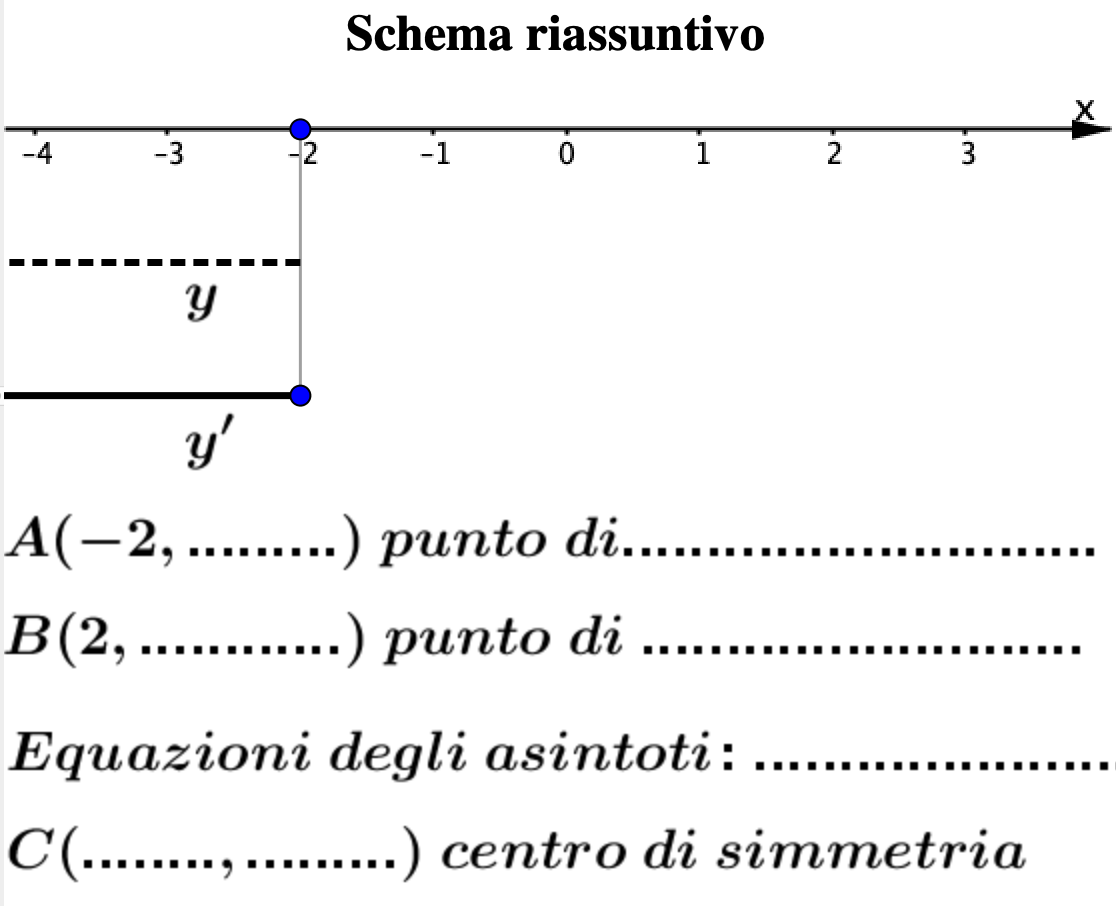 Schema riassuntivo
x
-4 -3 -2 -1 0 1 2 3
y
y′
A(−2, .........) punto di............................
B(2, ............) punto di ..........................
Equazioni degli asintoti: .....................
C(........, .........) centro di simmetria